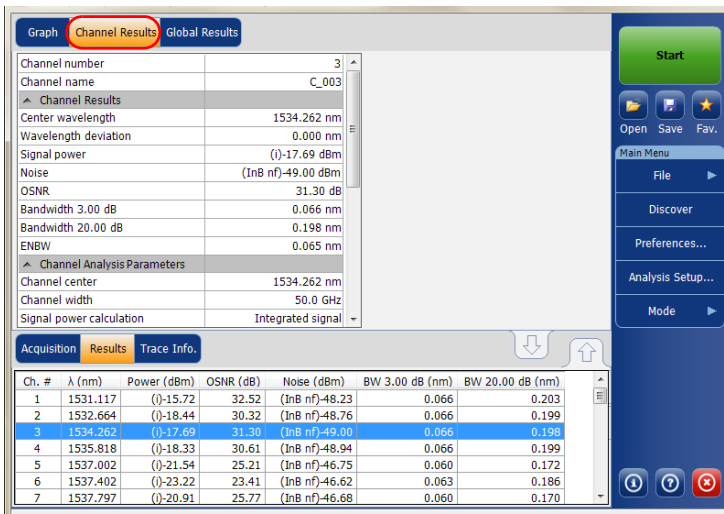 Graph Channel Results Global Results
Channel number 3
Channel name C_003
Channel Results
Center wavelength 1534.262 nm
Wavelength deviation 0.000 nm
Signal power (i)-17.69 dBm
Noise (InB nf)-49.00 dBm
OSNR 31.30 dB
Bandwidth 3.00 dB 0.066 nm
Bandwidth 20.00 dB 0.198 nm
ENBW 0.065 nm
Channel Analysis Parameters
Channel center 1534.262 nm
Channel width 50.0 GHz
Signal power calculation Integrated signal
Acquisition Results Trace Info.
Ch. # λ (nm) Power (dBm) OSNR (dB) Noise (dBm) BW 3.00 dB (nm) BW 20.00 dB (nm)
1 1531.117 (i)-15.72 32.52 (InB nf)-48.23 0.066 0.203
2 1532.664 (i)-18.44 30.32 (InB nf)-48.76 0.066 0.199
3 1534.262 (i)-17.69 31.30 (InB nf)-49.00 0.066 0.198
4 1535.818 (i)-18.33 30.61 (InB nf)-48.94 0.066 0.199
5 1537.002 (i)-21.54 25.21 (InB nf)-46.75 0.060 0.172
6 1537.402 (i)-23.22 23.41 (InB nf)-46.62 0.063 0.186
7 1537.797 (i)-20.91 25.77 (InB nf)-46.68 0.060 0.170
Start
Open Save Fav.
Main Menu
File
Discover
Preferences...
Analysis Setup...
Mode